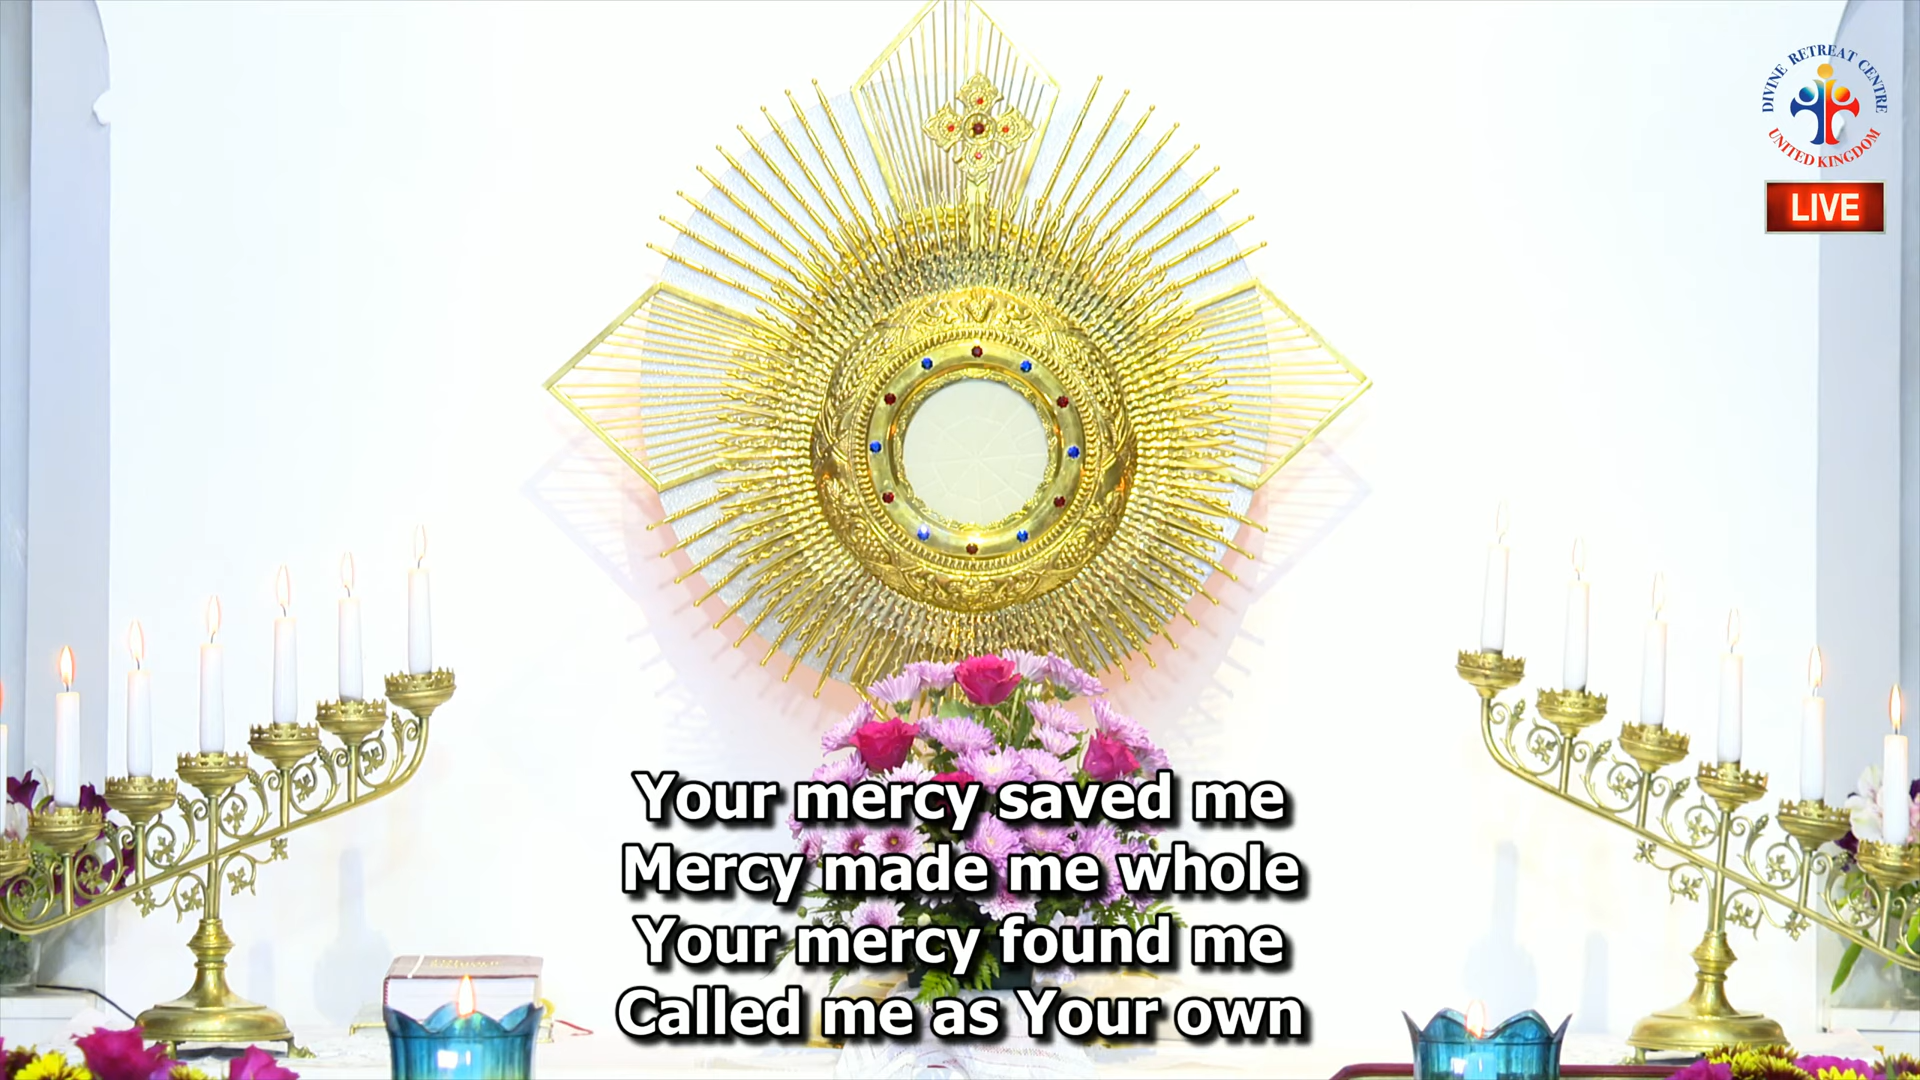 DIVINE RETREAT CENTRE
UNITED KINGDOM
LIVE
Your mercy saved me
Mercy made me whole
Your mercy found me
Called me as Your own